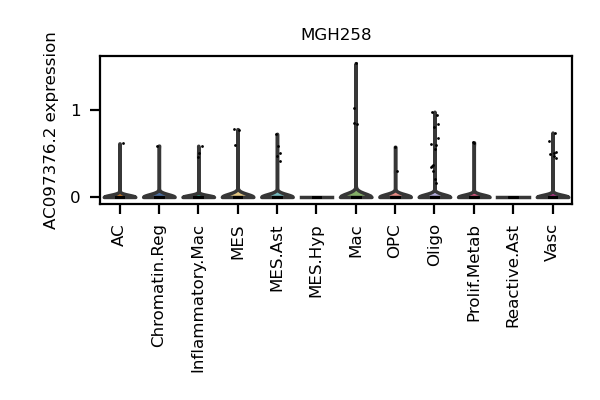 MGH258
AC097376.2 expression
1
0
AC
Chromatin.Reg
Inflammatory.Mac
MES
MES.Ast
MES.Hyp
Mac
OPC
Oligo
Prolif.Metab
Reactive.Ast
Vasc